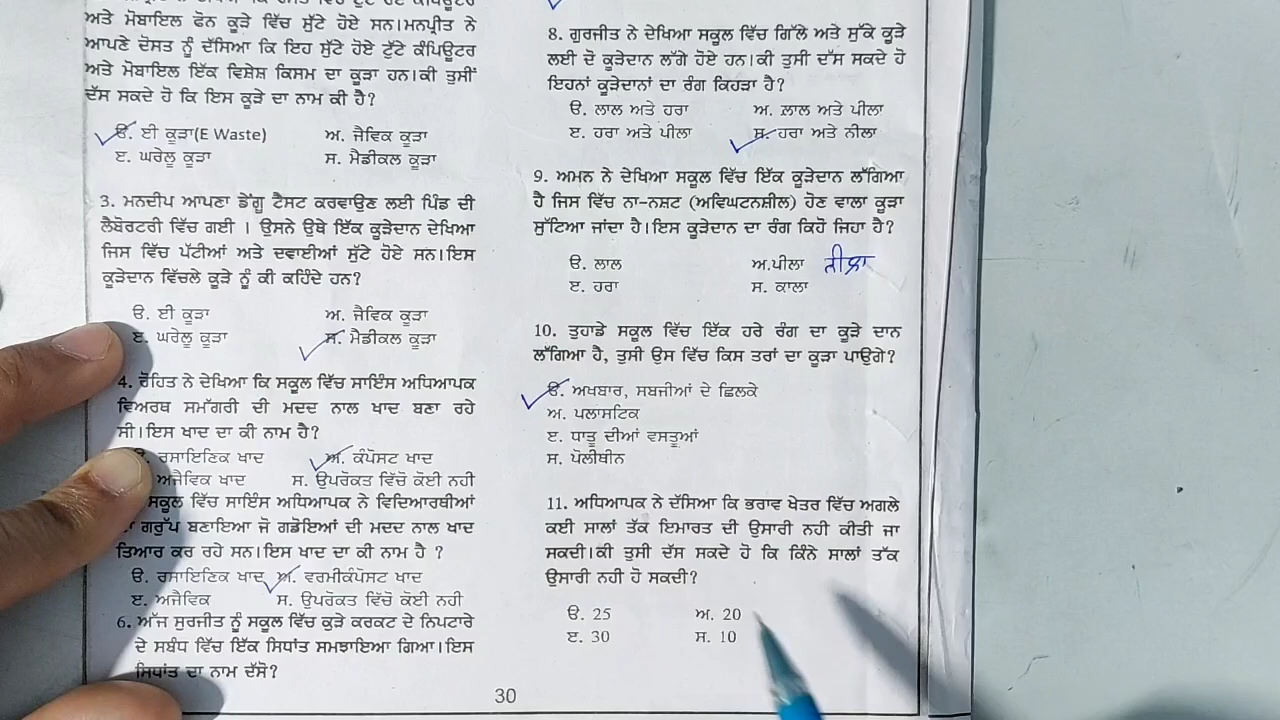 ਅਤੇ ਮੋਬਾਇਲ ਫੋਨ ਕੂੜੇ ਵਿੱਚ ਸੁੱਟੇ ਹੋਏ ਸਨ।ਮਨਪ੍ਰੀਤ ਨੇ
ਆਪਣੇ ਦੋਸਤ ਨੂੰ ਦੱਸਿਆ ਕਿ ਇਹ ਸੁੱਟੇ ਹੋਏ ਟੁੱਟੇ ਕੰਪਿਊਟਰ
ਅਤੇ ਮੋਬਾਇਲ ਇੱਕ ਵਿਸ਼ੇਸ਼ ਕਿਸਮ ਦਾ ਕੂੜਾ ਹਨ।ਕੀ ਤੁਸੀਂ
ਦੱਸ ਸਕਦੇ ਹੋ ਕਿ ਇਸ ਕੂੜੇ ਦਾ ਨਾਮ ਕੀ ਹੈ?
ੳ. ਈ ਕੂੜਾ(E Waste) ਅ. ਜੈਵਿਕ ਕੂੜਾ
ੲ. ਘਰੇਲੂ ਕੂੜਾ ਸ. ਮੈਡੀਕਲ ਕੂੜਾ
3. ਮਨਦੀਪ ਆਪਣਾ ਡੇਂਗੂ ਟੈਸਟ ਕਰਵਾਉਣ ਲਈ ਪਿੰਡ ਦੀ
ਲੈਬੋਰਟਰੀ ਵਿੱਚ ਗਈ । ਉਸਨੇ ਉਥੇ ਇੱਕ ਕੂੜੇਦਾਨ ਦੇਖਿਆ
ਜਿਸ ਵਿੱਚ ਪੱਟੀਆਂ ਅਤੇ ਦਵਾਈਆਂ ਸੁੱਟੇ ਹੋਏ ਸਨ।ਇਸ
ਕੂੜੇਦਾਨ ਵਿੱਚਲੇ ਕੂੜੇ ਨੂੰ ਕੀ ਕਹਿੰਦੇ ਹਨ?
ੳ. ਈ ਕੂੜਾ ਅ. ਜੈਵਿਕ ਕੂੜਾ
ੲ. ਘਰੇਲੂ ਕੂੜਾ ਸ. ਮੈਡੀਕਲ ਕੂੜਾ
4. ਰੋਹਿਤ ਨੇ ਦੇਖਿਆ ਕਿ ਸਕੂਲ ਵਿੱਚ ਸਾਇੰਸ ਅਧਿਆਪਕ
ਵਿਅਰਥ ਸਮੱਗਰੀ ਦੀ ਮਦਦ ਨਾਲ ਖਾਦ ਬਣਾ ਰਹੇ
ਸੀ।ਇਸ ਖਾਦ ਦਾ ਕੀ ਨਾਮ ਹੈ?
ਰਸਾਇਣਿਕ ਖਾਦ ਅ. ਕੰਪੋਸਟ ਖਾਦ
ਅਜੈਵਿਕ ਖਾਦ ਸ. ਉਪਰੋਕਤ ਵਿੱਚੋ ਕੋਈ ਨਹੀ
ਸਕੂਲ ਵਿੱਚ ਸਾਇੰਸ ਅਧਿਆਪਕ ਨੇ ਵਿਦਿਆਰਥੀਆਂ
ਗਰੁੱਪ ਬਣਾਇਆ ਜੋ ਗਡੋਇਆਂ ਦੀ ਮਦਦ ਨਾਲ ਖਾਦ
ਤਿਆਰ ਕਰ ਰਹੇ ਸਨ।ਇਸ ਖਾਦ ਦਾ ਕੀ ਨਾਮ ਹੈ ?
ੳ. ਰਸਾਇਣਿਕ ਖਾਦ ਅ. ਵਰਮੀਕੰਪੋਸਟ ਖਾਦ
ੲ. ਅਜੈਵਿਕ ਸ. ਉਪਰੋਕਤ ਵਿੱਚੋ ਕੋਈ ਨਹੀ
6. ਅੱਜ ਸੁਰਜੀਤ ਨੂੰ ਸਕੂਲ ਵਿੱਚ ਕੂੜੇ ਕਰਕਟ ਦੇ ਨਿਪਟਾਰੇ
ਦੇ ਸਬੰਧ ਵਿੱਚ ਇੱਕ ਸਿਧਾਂਤ ਸਮਝਾਇਆ ਗਿਆ।ਇਸ
ਸਿਧਾਂਤ ਦਾ ਨਾਮ ਦੱਸੋ?
8. ਗੁਰਜੀਤ ਨੇ ਦੇਖਿਆ ਸਕੂਲ ਵਿੱਚ ਗਿੱਲੇ ਅਤੇ ਸੁੱਕੇ ਕੂੜੇ
ਲਈ ਦੋ ਕੂੜੇਦਾਨ ਲੱਗੇ ਹੋਏ ਹਨ।ਕੀ ਤੁਸੀ ਦੱਸ ਸਕਦੇ ਹੋ
ਇਹਨਾਂ ਕੂੜੇਦਾਨਾਂ ਦਾ ਰੰਗ ਕਿਹੜਾ ਹੈ?
ੳ. ਲਾਲ ਅਤੇ ਹਰਾ ਅ. ਲਾਲ ਅਤੇ ਪੀਲਾ
ੲ. ਹਰਾ ਅਤੇ ਪੀਲਾ ਸ. ਹਰਾ ਅਤੇ ਨੀਲਾ
9. ਅਮਨ ਨੇ ਦੇਖਿਆ ਸਕੂਲ ਵਿੱਚ ਇੱਕ ਕੂੜੇਦਾਨ ਲੱਗਿਆ
ਹੈ ਜਿਸ ਵਿੱਚ ਨਾ-ਨਸ਼ਟ (ਅਵਿਘਟਨਸ਼ੀਲ) ਹੋਣ ਵਾਲਾ ਕੂੜਾ
ਸੁੱਟਿਆ ਜਾਂਦਾ ਹੈ।ਇਸ ਕੂੜੇਦਾਨ ਦਾ ਰੰਗ ਕਿਹੋ ਜਿਹਾ ਹੈ?
ੳ. ਲਾਲ ਅ.ਪੀਲਾ ਨੀਲਾ
ੲ. ਹਰਾ ਸ. ਕਾਲਾ
10. ਤੁਹਾਡੇ ਸਕੂਲ ਵਿੱਚ ਇੱਕ ਹਰੇ ਰੰਗ ਦਾ ਕੂੜੇ ਦਾਨ
ਲੱਗਿਆ ਹੈ, ਤੁਸੀ ਉਸ ਵਿੱਚ ਕਿਸ ਤਰਾਂ ਦਾ ਕੂੜਾ ਪਾਉਗੇ?
ੳ. ਅਖਬਾਰ, ਸਬਜੀਆਂ ਦੇ ਛਿਲਕੇ
ਅ. ਪਲਾਸਟਿਕ
ੲ. ਧਾਤੂ ਦੀਆਂ ਵਸਤੂਆਂ
ਸ. ਪੋਲੀਥੀਨ
11. ਅਧਿਆਪਕ ਨੇ ਦੱਸਿਆ ਕਿ ਭਰਾਵ ਖੇਤਰ ਵਿੱਚ ਅਗਲੇ
ਕਈ ਸਾਲਾਂ ਤੱਕ ਇਮਾਰਤ ਦੀ ਉਸਾਰੀ ਨਹੀ ਕੀਤੀ ਜਾ
ਸਕਦੀ।ਕੀ ਤੁਸੀ ਦੱਸ ਸਕਦੇ ਹੋ ਕਿ ਕਿੰਨੇ ਸਾਲਾਂ ਤੱਕ
ਉਸਾਰੀ ਨਹੀ ਹੋ ਸਕਦੀ?
ੳ. 25 ਅ. 20
ੲ. 30 ਸ. 10
30